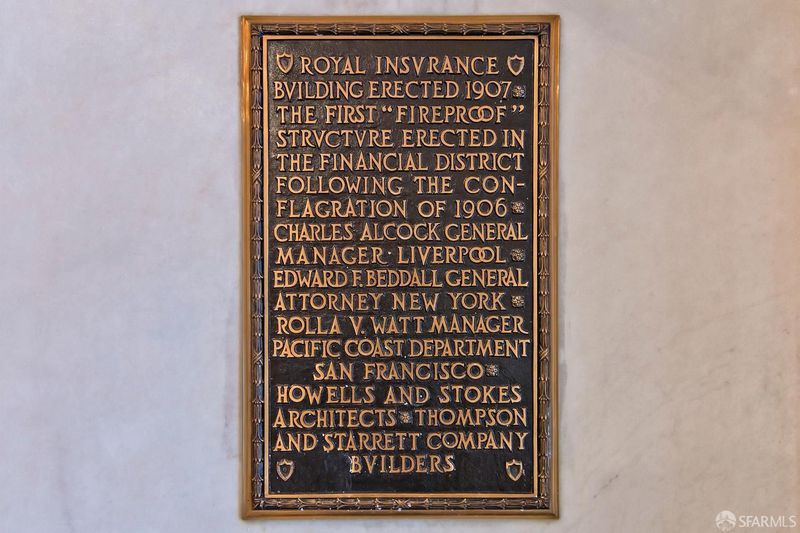 ROYAL INSVRANCE
BVILDING ERECTED 1907
THE FIRST "FIREPROOF"
STRVCTVRE ERECTED IN
THE FINANCIAL DISTRICT
FOLLOWING THE CON-
FLAGRATION OF 1906
CHARLES ALCOCK GENERAL
MANAGER · LIVERPOOL
EDWARD F. BEDDALL GENERAL
ATTORNEY NEW YORK
ROLLA V. WATT MANAGER
PACIFIC COAST DEPARTMENT
SAN FRANCISCO
HOWELLS AND STOKES
ARCHITECTS THOMPSON
AND STARRETT COMPANY
BVILDERS
SFARMLS